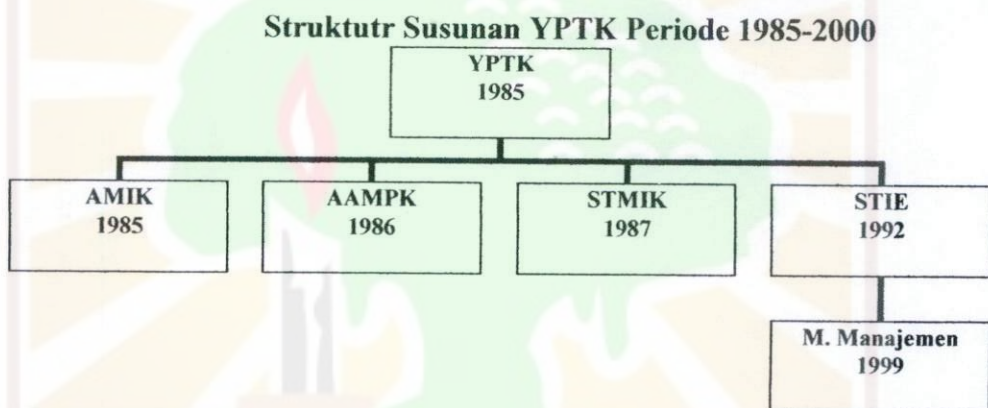 Struktutr Susunan YPTK Periode 1985-2000
YPTK
1985
AMIK
1985
AAMPK
1986
STMIK
1987
STIE
1992
M. Manajemen
1999